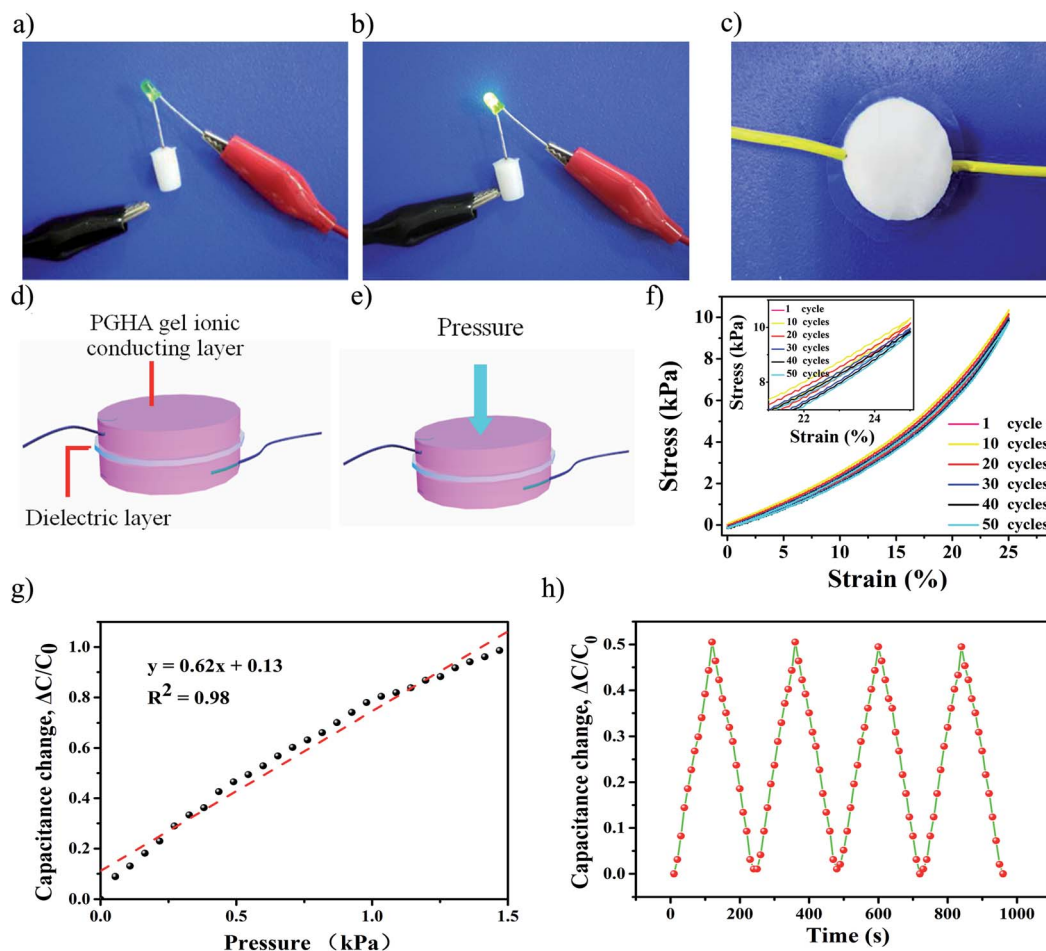 a)
b)
c)
d)
PGHA gel ionic
conducting layer
Dielectric layer
e)
Pressure
f)
Stress (kPa)
10
8
6
4
2
0
0
5
10
15
20
25
Strain (%)
1 cycle
10 cycles
20 cycles
30 cycles
40 cycles
50 cycles
Stress (kPa)
10
8
22
24
Strain (%)
1 cycle
10 cycles
20 cycles
30 cycles
40 cycles
50 cycles
g)
Capacitance change, ΔC/C₀
1.0
0.8
0.6
0.4
0.2
0.0
y = 0.62x + 0.13
R² = 0.98
0.0
0.5
1.0
1.5
Pressure （kPa）
h)
Capacitance change, ΔC/C₀
0.5
0.4
0.3
0.2
0.1
0.0
0
200
400
600
800
1000
Time (s)